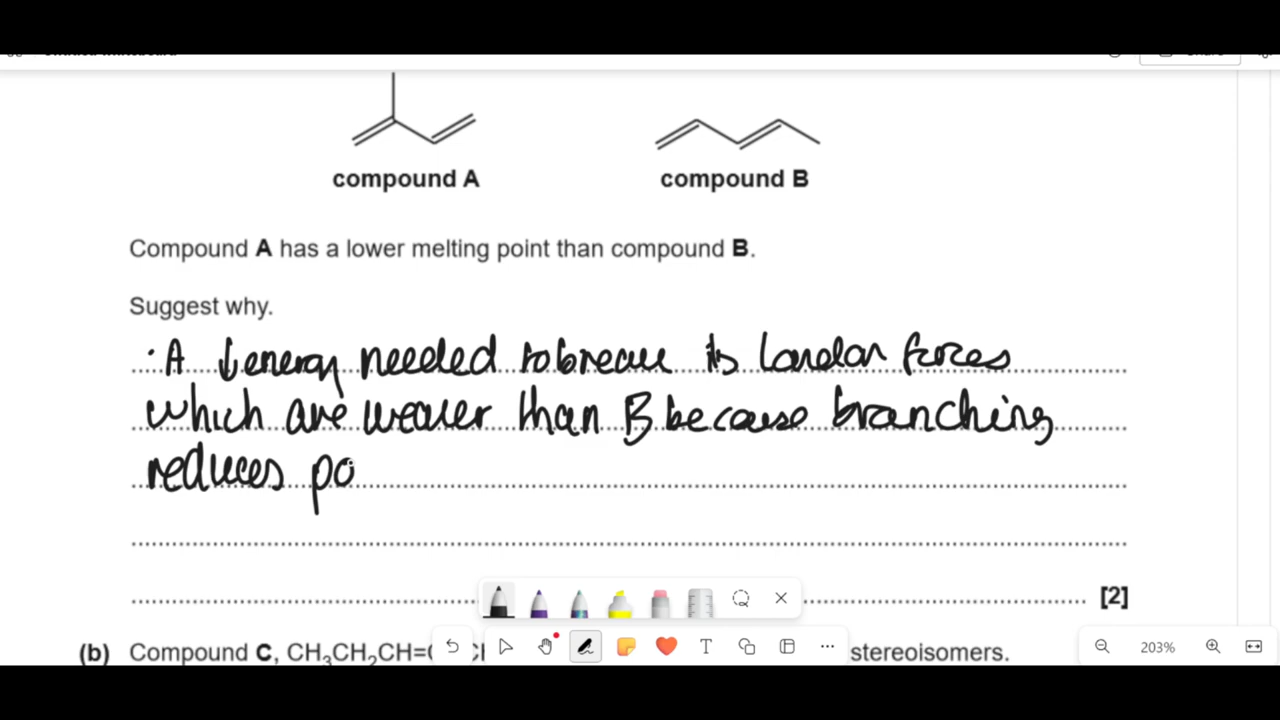 compound A compound B
Compound A has a lower melting point than compound B.
Suggest why.
· A ↓ energy needed to break its London forces
which are weaker than B because branching
reduces po
[2]
(b) Compound C, CH₃CH₂CH= stereoisomers.
203%